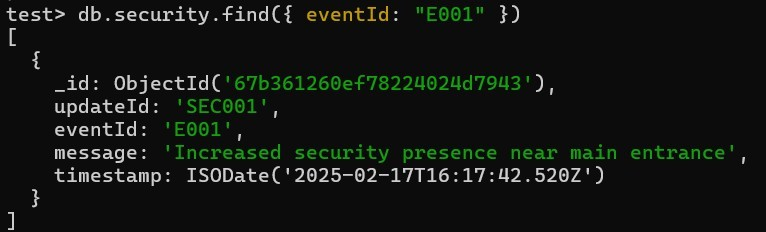 test> db.security.find({ eventId: "E001" })
[
  {
    _id: ObjectId('67b361260ef78224024d7943'),
    updateId: 'SEC001',
    eventId: 'E001',
    message: 'Increased security presence near main entrance',
    timestamp: ISODate('2025-02-17T16:17:42.520Z')
  }
]